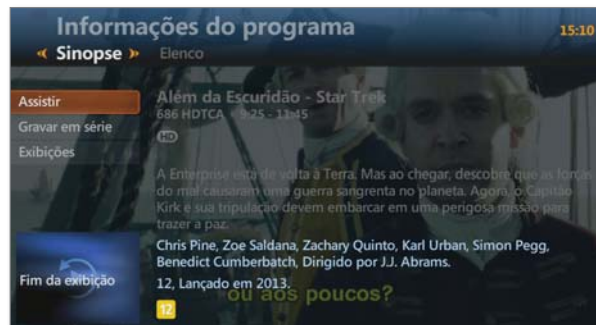 Informações do programa
15:10
« Sinopse »
Elenco
Assistir
Gravar em série
Exibições
Além da Escuridão - Star Trek
686 HDTCA • 9:25 - 11:45
HD
A Enterprise está de volta à Terra. Mas ao chegar, descobre que as forças
do mal causaram uma guerra sangrenta no planeta. Agora, o Capitão
Kirk e sua tripulação devem embarcar em uma perigosa missão para
trazer a paz.
Chris Pine, Zoe Saldana, Zachary Quinto, Karl Urban, Simon Pegg,
Benedict Cumberbatch, Dirigido por J.J. Abrams.
Fim da exibição
12, Lançado em 2013.
ou aos poucos?
12